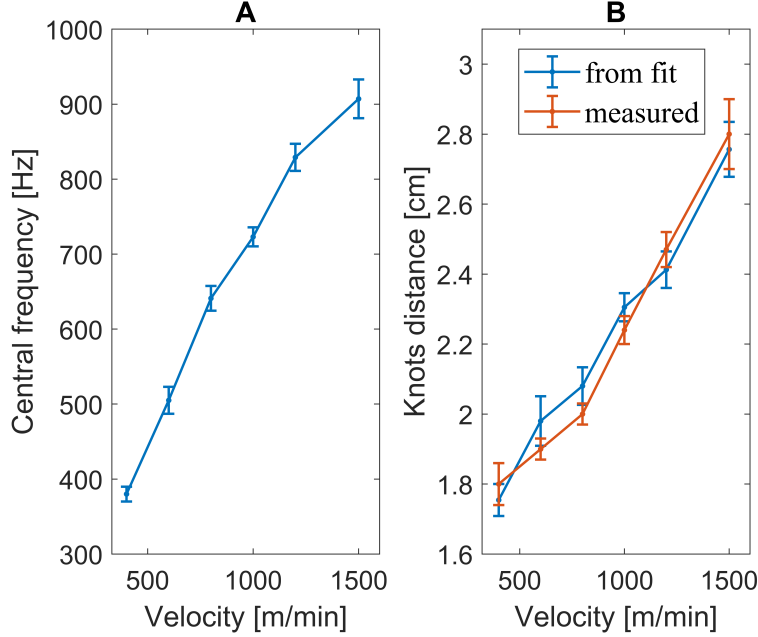 A
1000
900
800
700
600
500
400
300
Central frequency [Hz]
500 1000 1500
Velocity [m/min]
B
from fit
measured
3
2.8
2.6
2.4
2.2
2
1.8
1.6
Knots distance [cm]
500 1000 1500
Velocity [m/min]